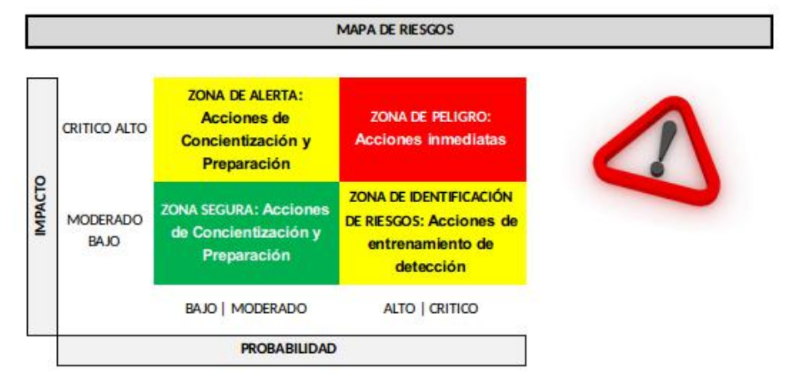 MAPA DE RIESGOS
IMPACTO
CRITICO ALTO
ZONA DE ALERTA:
Acciones de
Concientización y
Preparación
ZONA DE PELIGRO:
Acciones inmediatas
MODERADO
BAJO
ZONA SEGURA: Acciones
de Concientización y
Preparación
ZONA DE IDENTIFICACIÓN
DE RIESGOS: Acciones de
entrenamiento de
detección
BAJO | MODERADO
ALTO | CRITICO
PROBABILIDAD